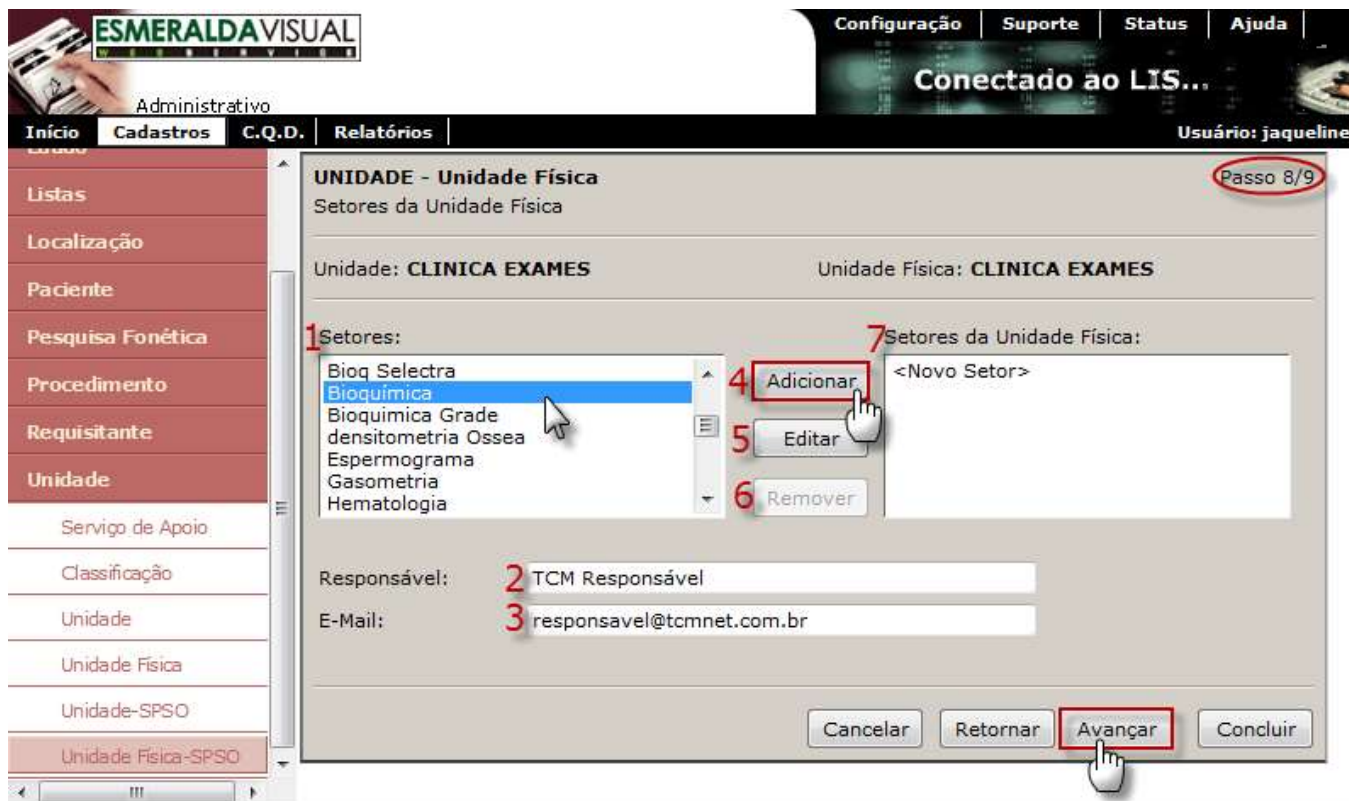 ESMERALDAVISUAL
WEBSERVICE
Administrativo
Configuração Suporte Status Ajuda
Conectado ao LIS...
Início Cadastros C.Q.D. Relatórios
Usuário: jaqueline
Listas
Localização
Paciente
Pesquisa Fonética
Procedimento
Requisitante
Unidade
Serviço de Apoio
Classificação
Unidade
Unidade Física
Unidade-SPSO
Unidade Física-SPSO
UNIDADE - Unidade Física
Passo 8/9
Setores da Unidade Física
Unidade: CLINICA EXAMES
Unidade Física: CLINICA EXAMES
1 Setores:
Bioq Selectra
Bioquímica
Bioquimica Grade
densitometria Ossea
Espermograma
Gasometria
Hematologia
4 Adicionar
5 Editar
6 Remover
7 Setores da Unidade Física:
<Novo Setor>
Responsável: 2 TCM Responsável
E-Mail: 3 responsavel@tcmnet.com.br
Cancelar Retornar Avançar Concluir